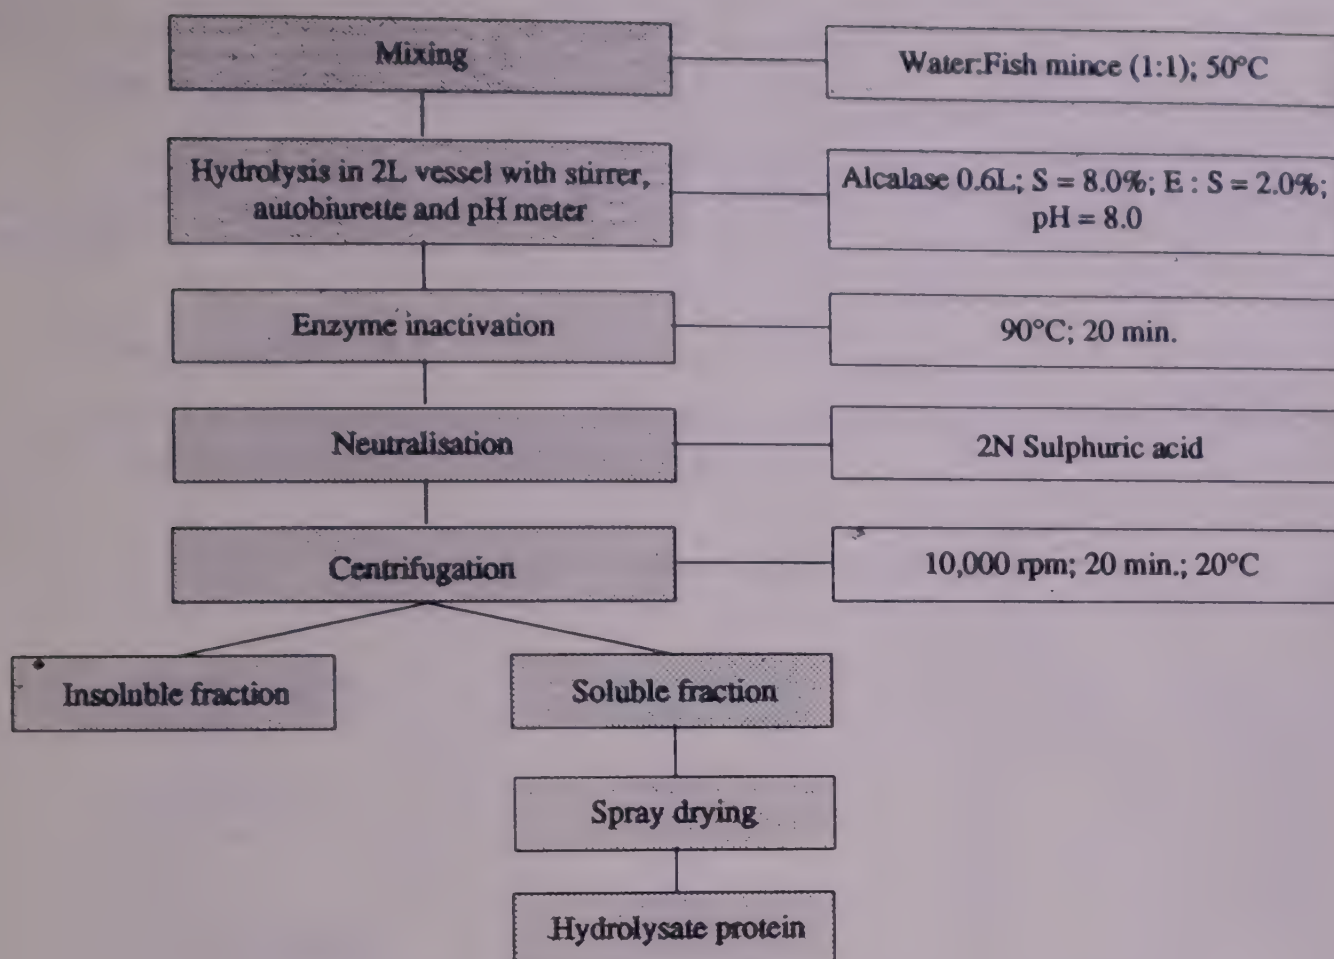 Mixing
Water:Fish mince (1:1); 50°C
Hydrolysis in 2L vessel with stirrer,
autobiurette and pH meter
Alcalase 0.6L; S = 8.0%; E : S = 2.0%;
pH = 8.0
Enzyme inactivation
90°C; 20 min.
Neutralisation
2N Sulphuric acid
Centrifugation
10,000 rpm; 20 min.; 20°C
Insoluble fraction
Soluble fraction
Spray drying
Hydrolysate protein